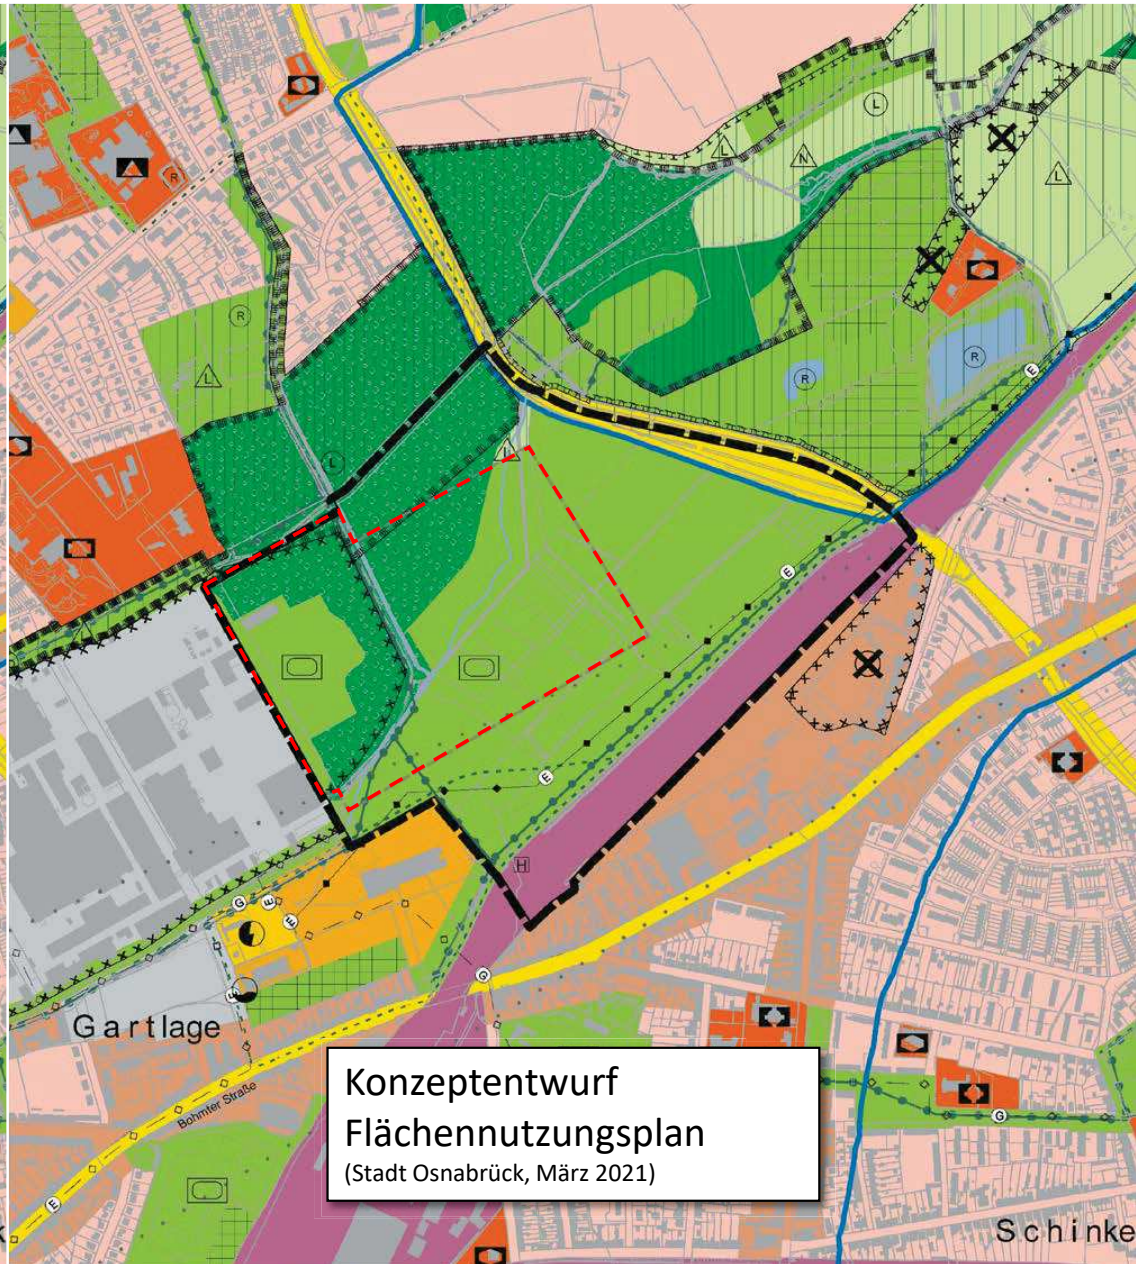 R
L
N
L
R
L
R
R
E
L
L
E
E
H
G
E
E
E
G
Gartlage
Bohmter Straße
E
G
Konzeptentwurf
Flächennutzungsplan
(Stadt Osnabrück, März 2021)
k
Schinke